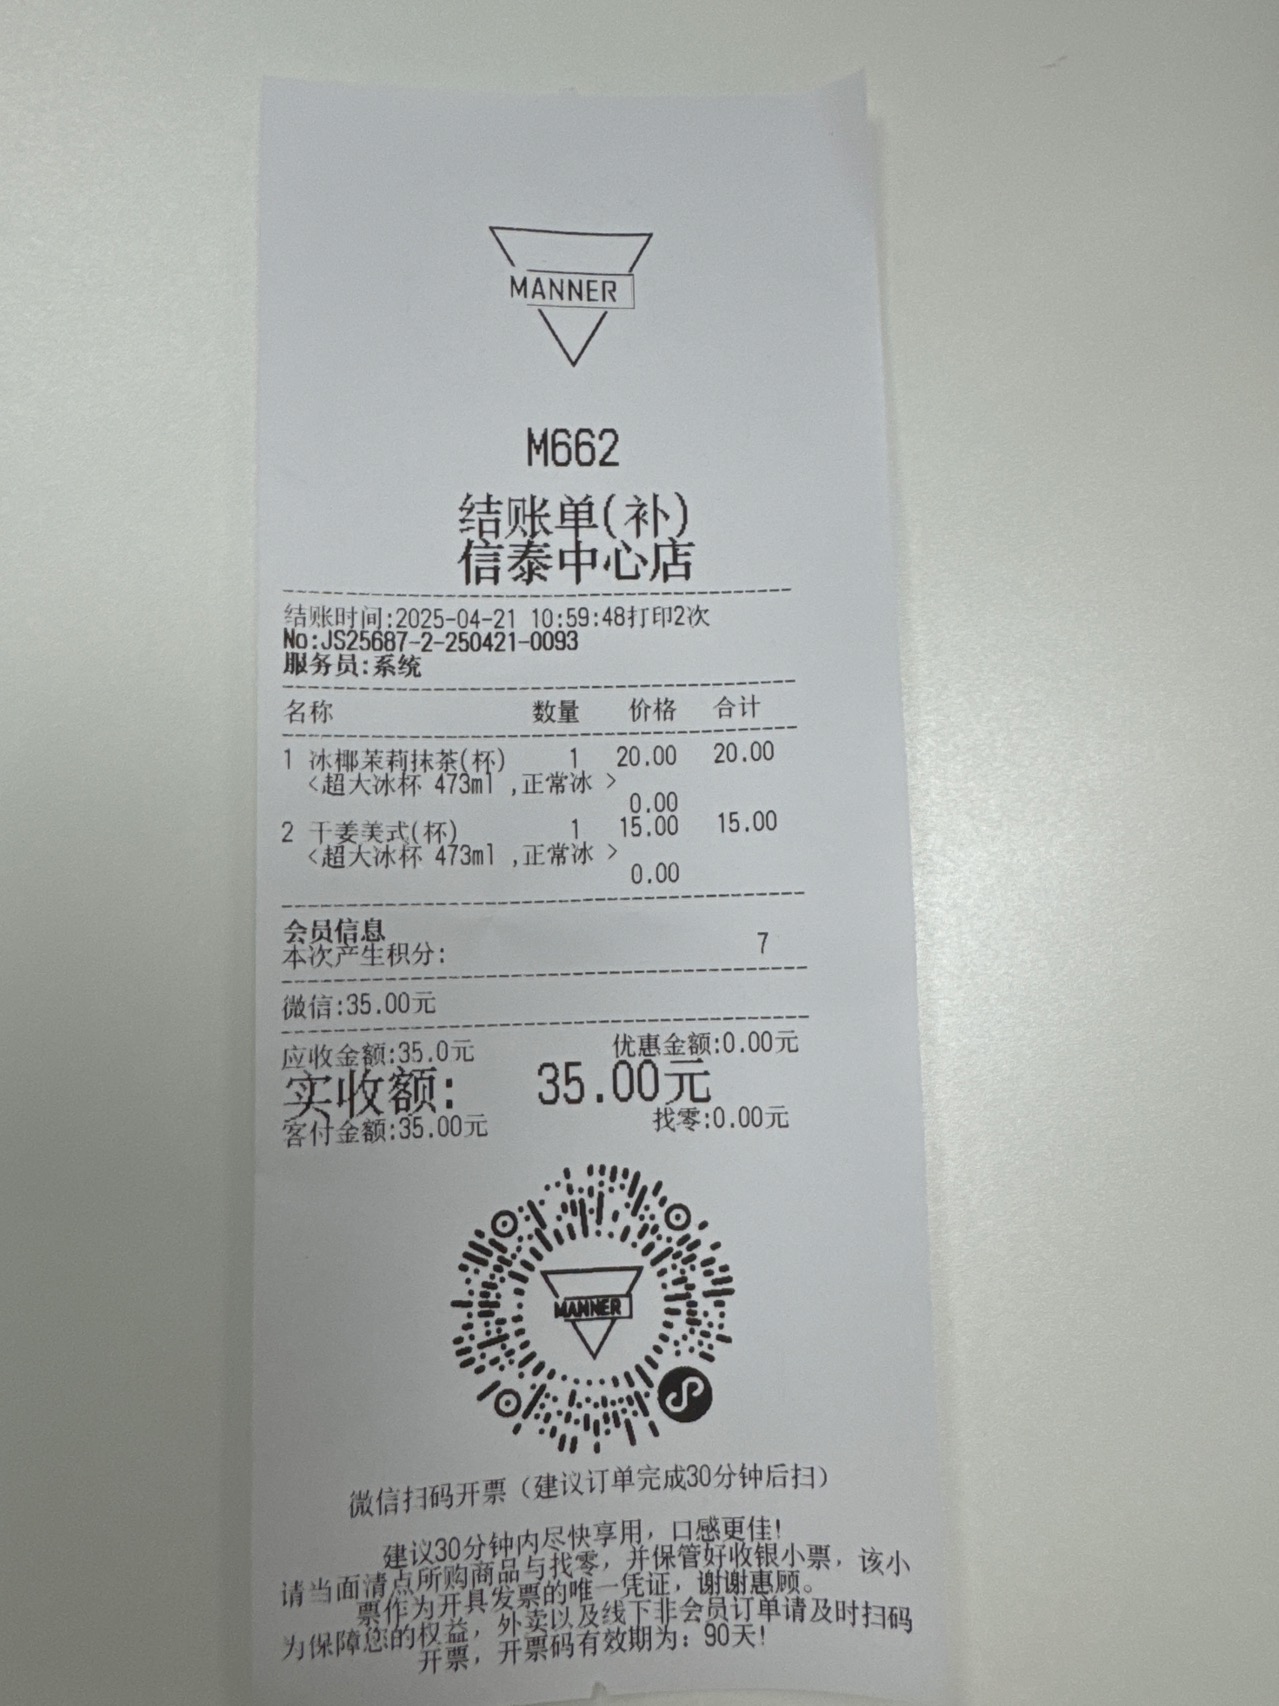 MANNER
M662
结账单(补)
信泰中心店
结账时间:2025-04-21 10:59:48打印2次
No:JS25687-2-250421-0093
服务员:系统
名称 数量 价格 合计
1 冰椰茉莉抹茶(杯) 1 20.00 20.00
<超大冰杯 473ml ,正常冰 >
0.00
2 干姜美式(杯) 1 15.00 15.00
<超大冰杯 473ml ,正常冰 >
0.00
会员信息
本次产生积分: 7
微信:35.00元
应收金额:35.0元 优惠金额:0.00元
实收额: 35.00元
客付金额:35.00元 找零:0.00元
MANNER
微信扫码开票（建议订单完成30分钟后扫）
建议30分钟内尽快享用，口感更佳!
请当面清点所购商品与找零，并保管好收银小票，该小
票作为开具发票的唯一凭证，谢谢惠顾。
为保障您的权益，外卖以及线下非会员订单请及时扫码
开票，开票码有效期为：90天!